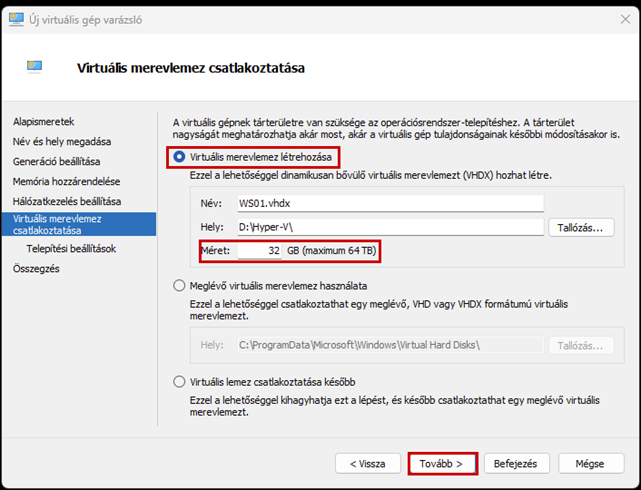 Új virtuális gép varázsló
Virtuális merevlemez csatlakoztatása
Alapismeretek
Név és hely megadása
Generáció beállítása
Memória hozzárendelése
Hálózatkezelés beállítása
Virtuális merevlemez
csatlakoztatása
Telepítési beállítások
Összegzés
A virtuális gépnek tárterületre van szüksége az operációsrendszer-telepítéshez. A tárterület
nagyságát meghatározhatja akár most, akár a virtuális gép tulajdonságainak későbbi módosításakor is.
Virtuális merevlemez létrehozása
Ezzel a lehetőséggel dinamikusan bővülő virtuális merevlemezt (VHDX) hozhat létre.
Név: WS01.vhdx
Hely: D:\Hyper-V\ Tallózás...
Méret: 32 GB (maximum 64 TB)
Meglévő virtuális merevlemez használata
Ezzel a lehetőséggel csatlakoztathat egy meglévő, VHD vagy VHDX formátumú virtuális
merevlemezt.
Hely: C:\ProgramData\Microsoft\Windows\Virtual Hard Disks\ Tallózás...
Virtuális lemez csatlakoztatása később
Ezzel a lehetőséggel kihagyhatja ezt a lépést, és később csatlakoztathat egy meglévő virtuális
merevlemezt.
< Vissza Tovább > Befejezés Mégse